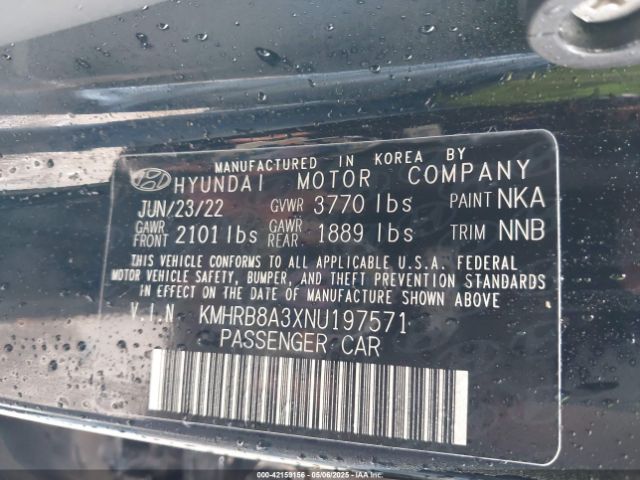 MANUFACTURED IN KOREA BY
HYUNDAI MOTOR COMPANY
JUN/23/22 GVWR 3770 lbs PAINT NKA
GAWR FRONT 2101 lbs GAWR REAR 1889 lbs TRIM NNB
THIS VEHICLE CONFORMS TO ALL APPLICABLE U.S.A. FEDERAL
MOTOR VEHICLE SAFETY, BUMPER, AND THEFT PREVENTION STANDARDS
IN EFFECT ON THE DATE OF MANUFACTURE SHOWN ABOVE
V.I.N KMHRB8A3XNU197571
PASSENGER CAR
000-42159156 - 05/06/2025 - IAAI.COM